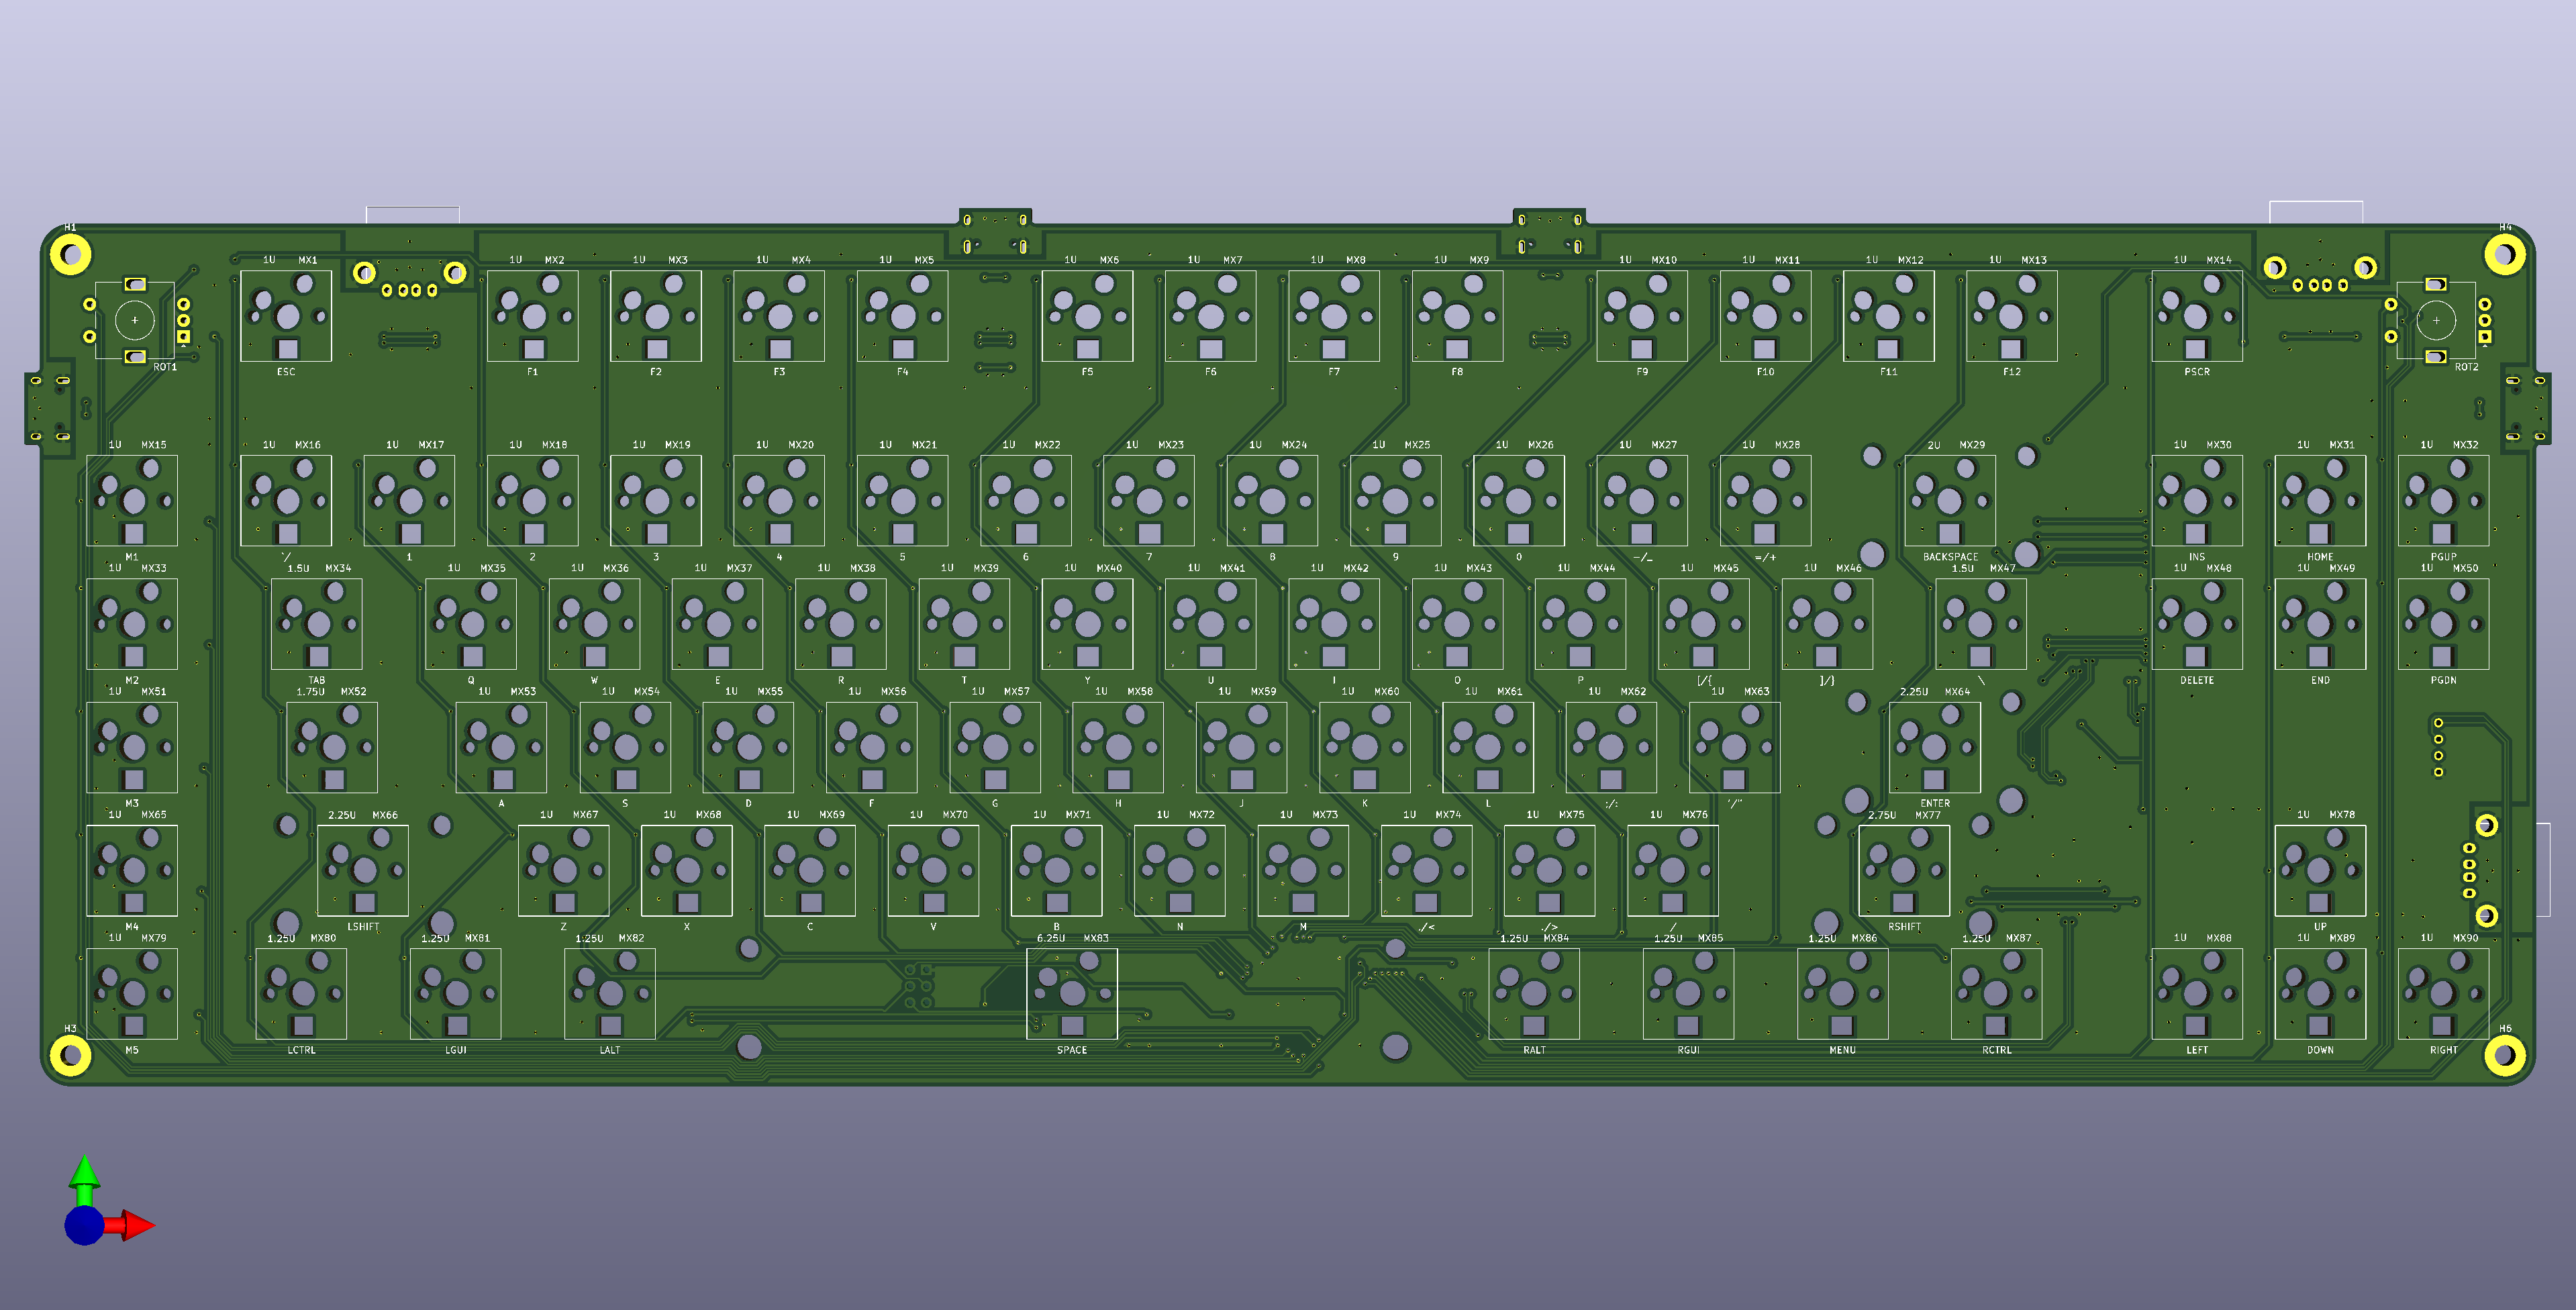 H1 H4
1U MX1 1U MX2 1U MX3 1U MX4 1U MX5 1U MX6 1U MX7 1U MX8 1U MX9 1U MX10 1U MX11 1U MX12 1U MX13 1U MX14
ROT1 ROT2
ESC F1 F2 F3 F4 F5 F6 F7 F8 F9 F10 F11 F12 PSCR
1U MX15 1U MX16 1U MX17 1U MX18 1U MX19 1U MX20 1U MX21 1U MX22 1U MX23 1U MX24 1U MX25 1U MX26 1U MX27 1U MX28 2U MX29 1U MX30 1U MX31 1U MX32
M1 `/ 1 2 3 4 5 6 7 8 9 0 -/_ =/+ BACKSPACE INS HOME PGUP
1U MX33 1.5U MX34 1U MX35 1U MX36 1U MX37 1U MX38 1U MX39 1U MX40 1U MX41 1U MX42 1U MX43 1U MX44 1U MX45 1U MX46 1.5U MX47 1U MX48 1U MX49 1U MX50
M2 TAB Q W E R T Y U I O P [/{ ]/} \ DELETE END PGDN
1U MX51 1.75U MX52 1U MX53 1U MX54 1U MX55 1U MX56 1U MX57 1U MX58 1U MX59 1U MX60 1U MX61 1U MX62 1U MX63 2.25U MX64
M3 A S D F G H J K L ;/: '/" ENTER
1U MX65 2.25U MX66 1U MX67 1U MX68 1U MX69 1U MX70 1U MX71 1U MX72 1U MX73 1U MX74 1U MX75 1U MX76 2.75U MX77 1U MX78
M4 LSHIFT Z X C V B N M ,/< ./> / RSHIFT UP
1U MX79 1.25U MX80 1.25U MX81 1.25U MX82 6.25U MX83 1.25U MX84 1.25U MX85 1.25U MX86 1.25U MX87 1U MX88 1U MX89 1U MX90
H3 H6
M5 LCTRL LGUI LALT SPACE RALT RGUI MENU RCTRL LEFT DOWN RIGHT